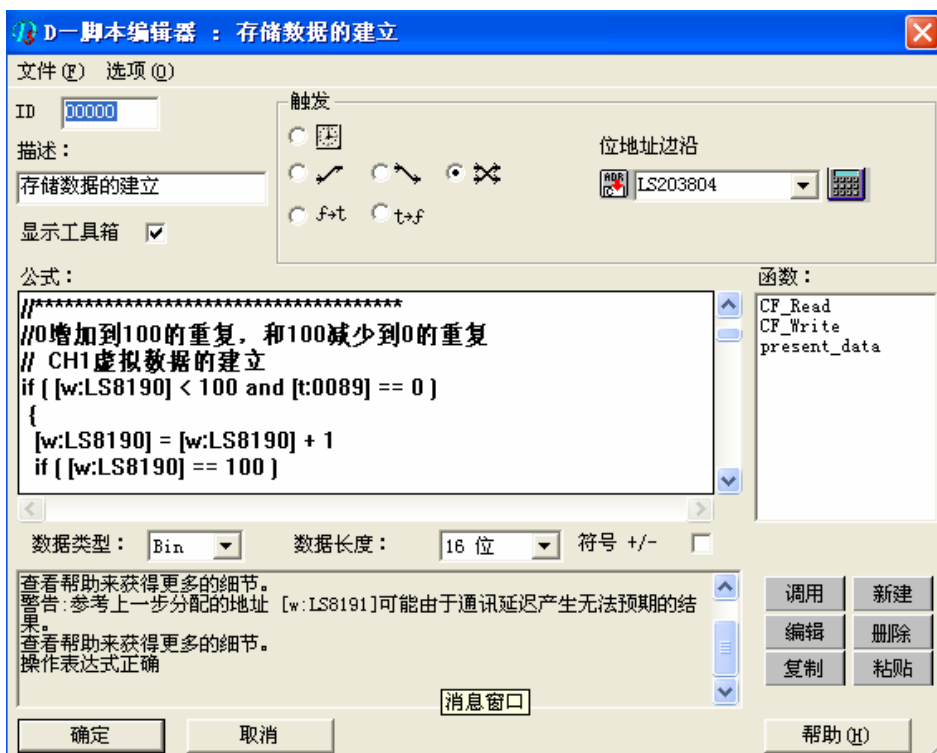 D－脚本编辑器 : 存储数据的建立
文件(F) 选项(O)
ID 00000
描述：
存储数据的建立
显示工具箱
触发
f→t t→f
位地址边沿
ADR
LS203804
公式：
//*************************************
//0增加到100的重复，和100减少到0的重复
// CH1虚拟数据的建立
if ( [w:LS8190] < 100 and [t:0089] == 0 )
{
[w:LS8190] = [w:LS8190] + 1
if ( [w:LS8190] == 100 )
函数：
CF_Read
CF_Write
present_data
数据类型： Bin 数据长度： 16 位 符号 +/-
查看帮助来获得更多的细节。
警告:参考上一步分配的地址 [w:LS8191]可能由于通讯延迟产生无法预期的结
果。
查看帮助来获得更多的细节。
操作表达式正确
消息窗口
调用 新建
编辑 册除
复制 粘贴
确定 取消 帮助(H)